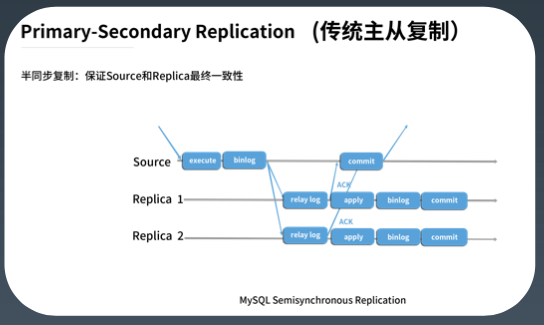 Primary-Secondary Replication (传统主从复制)
半同步复制：保证Source和Replica最终一致性
Source execute binlog commit
ACK
Replica 1 relay log apply binlog commit
ACK
Replica 2 relay log apply binlog commit
MySQL Semisynchronous Replication